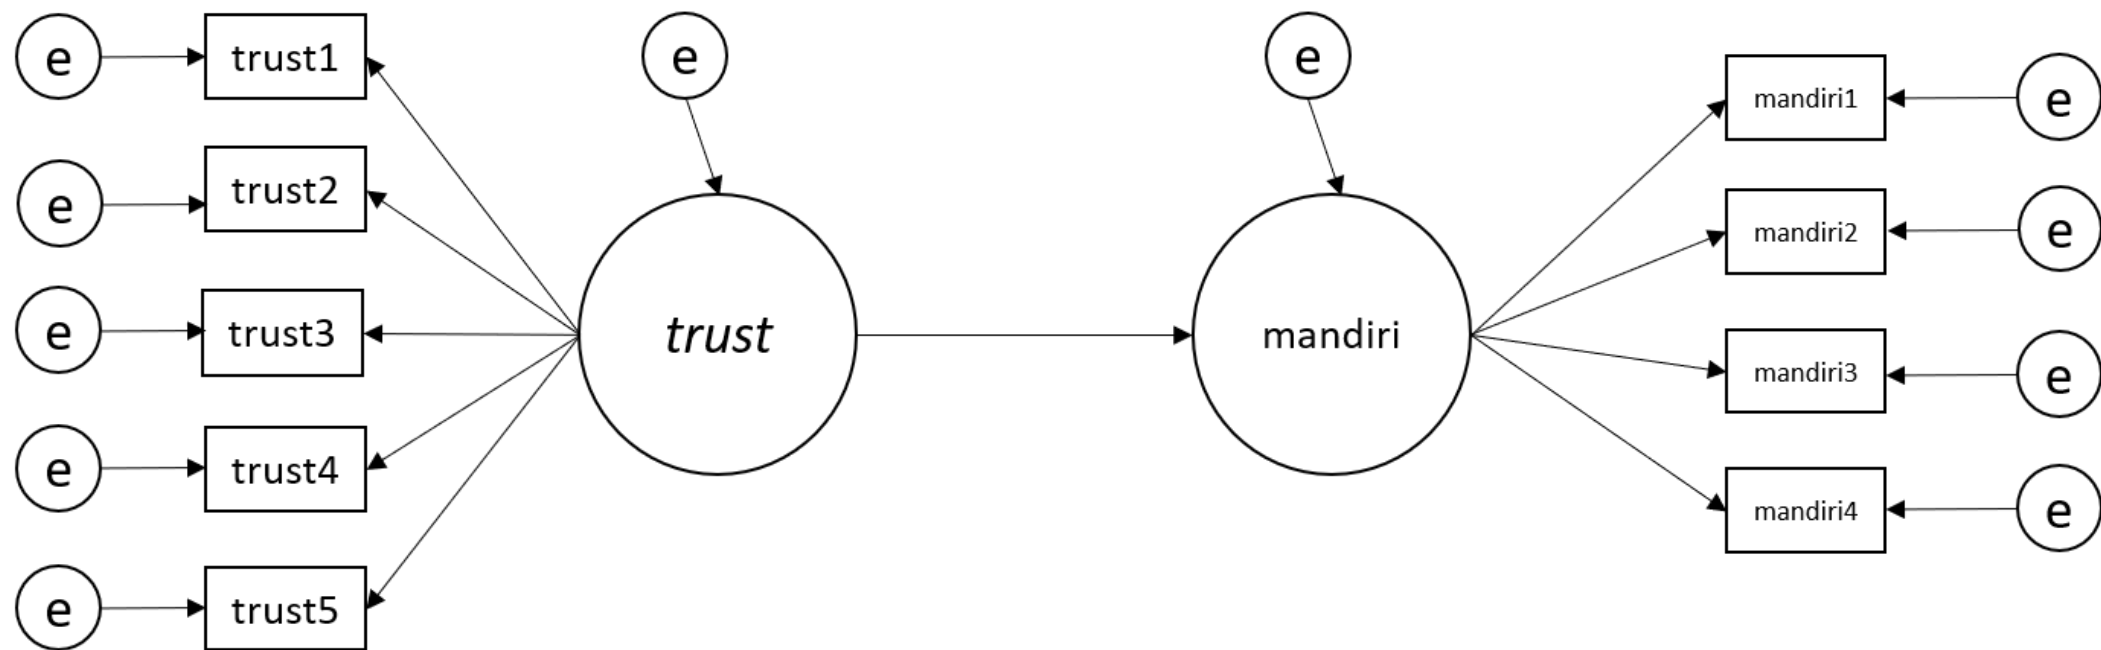 e trust1 e e mandiri1 e
e trust2 mandiri2 e
e trust3 trust mandiri mandiri3 e
e trust4 mandiri4 e
e trust5